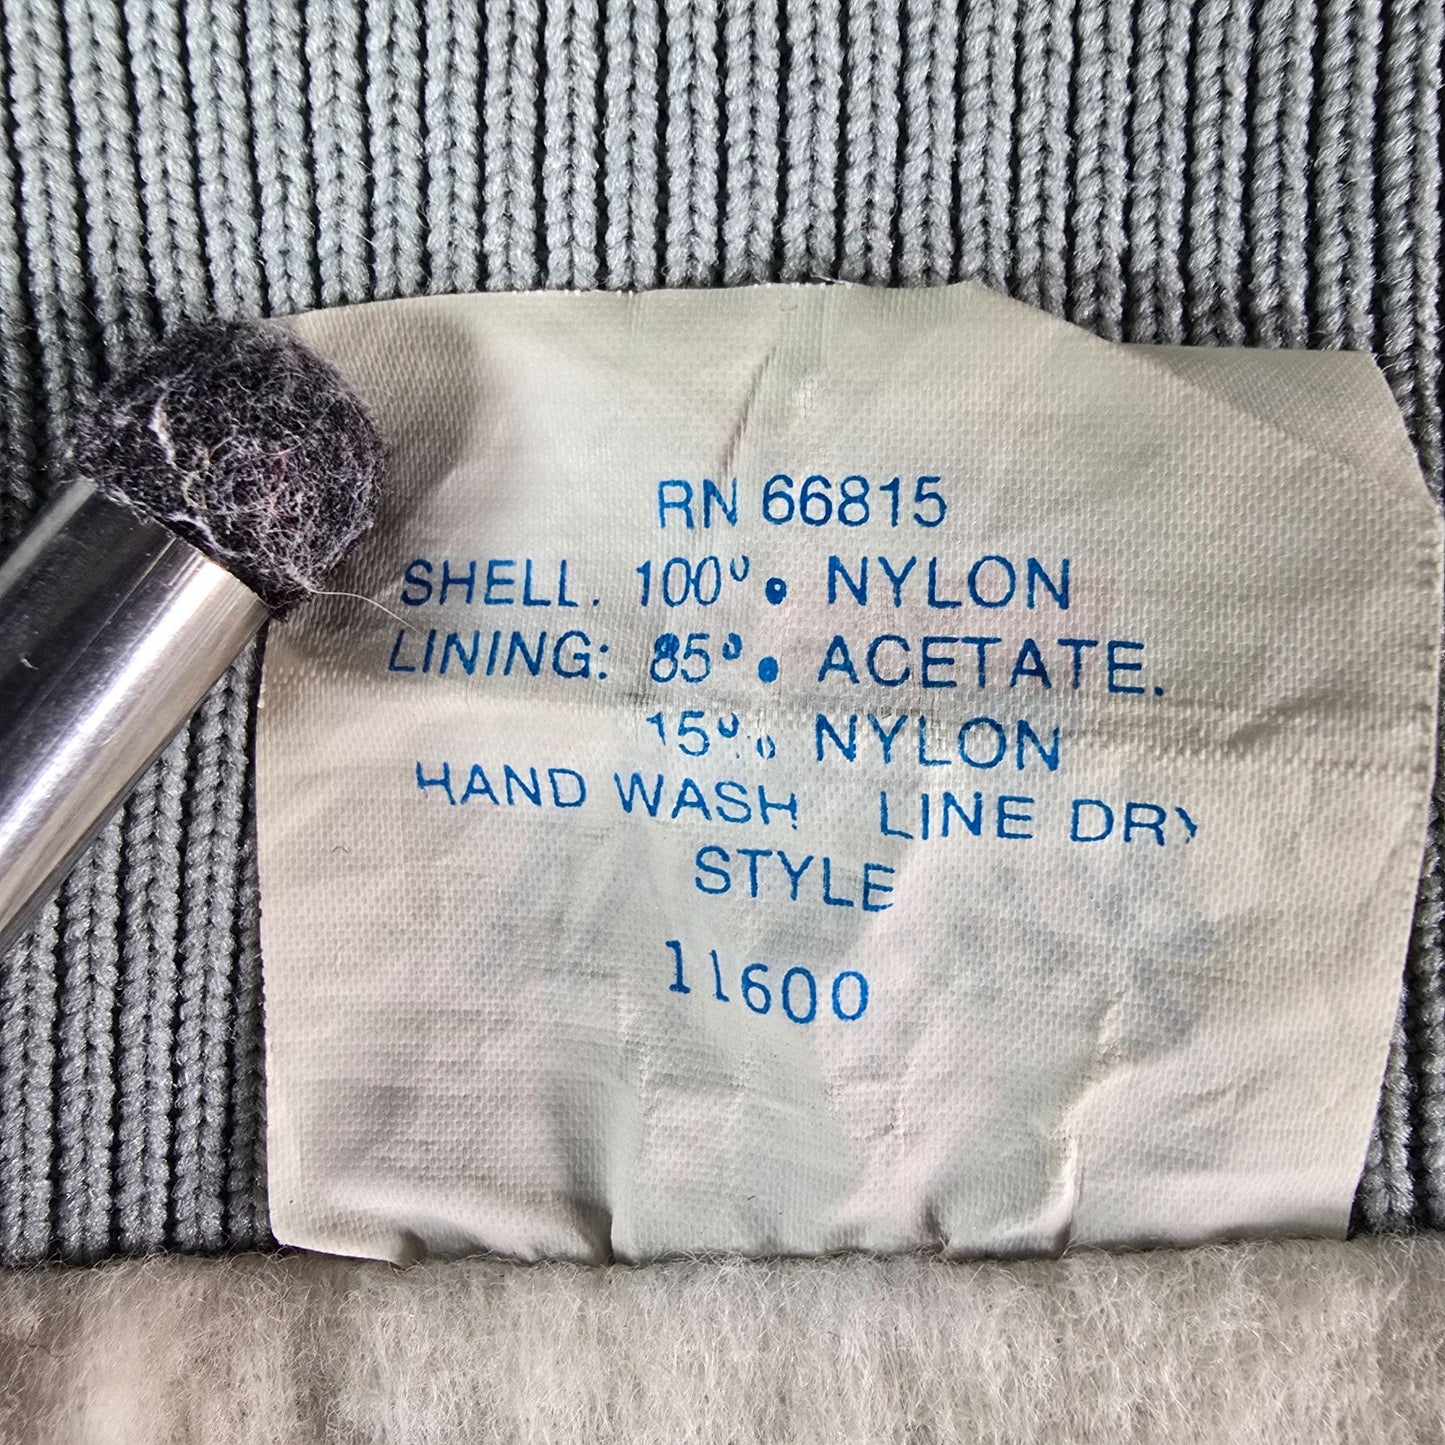 RN 66815
SHELL. 100% NYLON
LINING: 85% ACETATE.
15% NYLON
HAND WASH LINE DRY
STYLE
11600